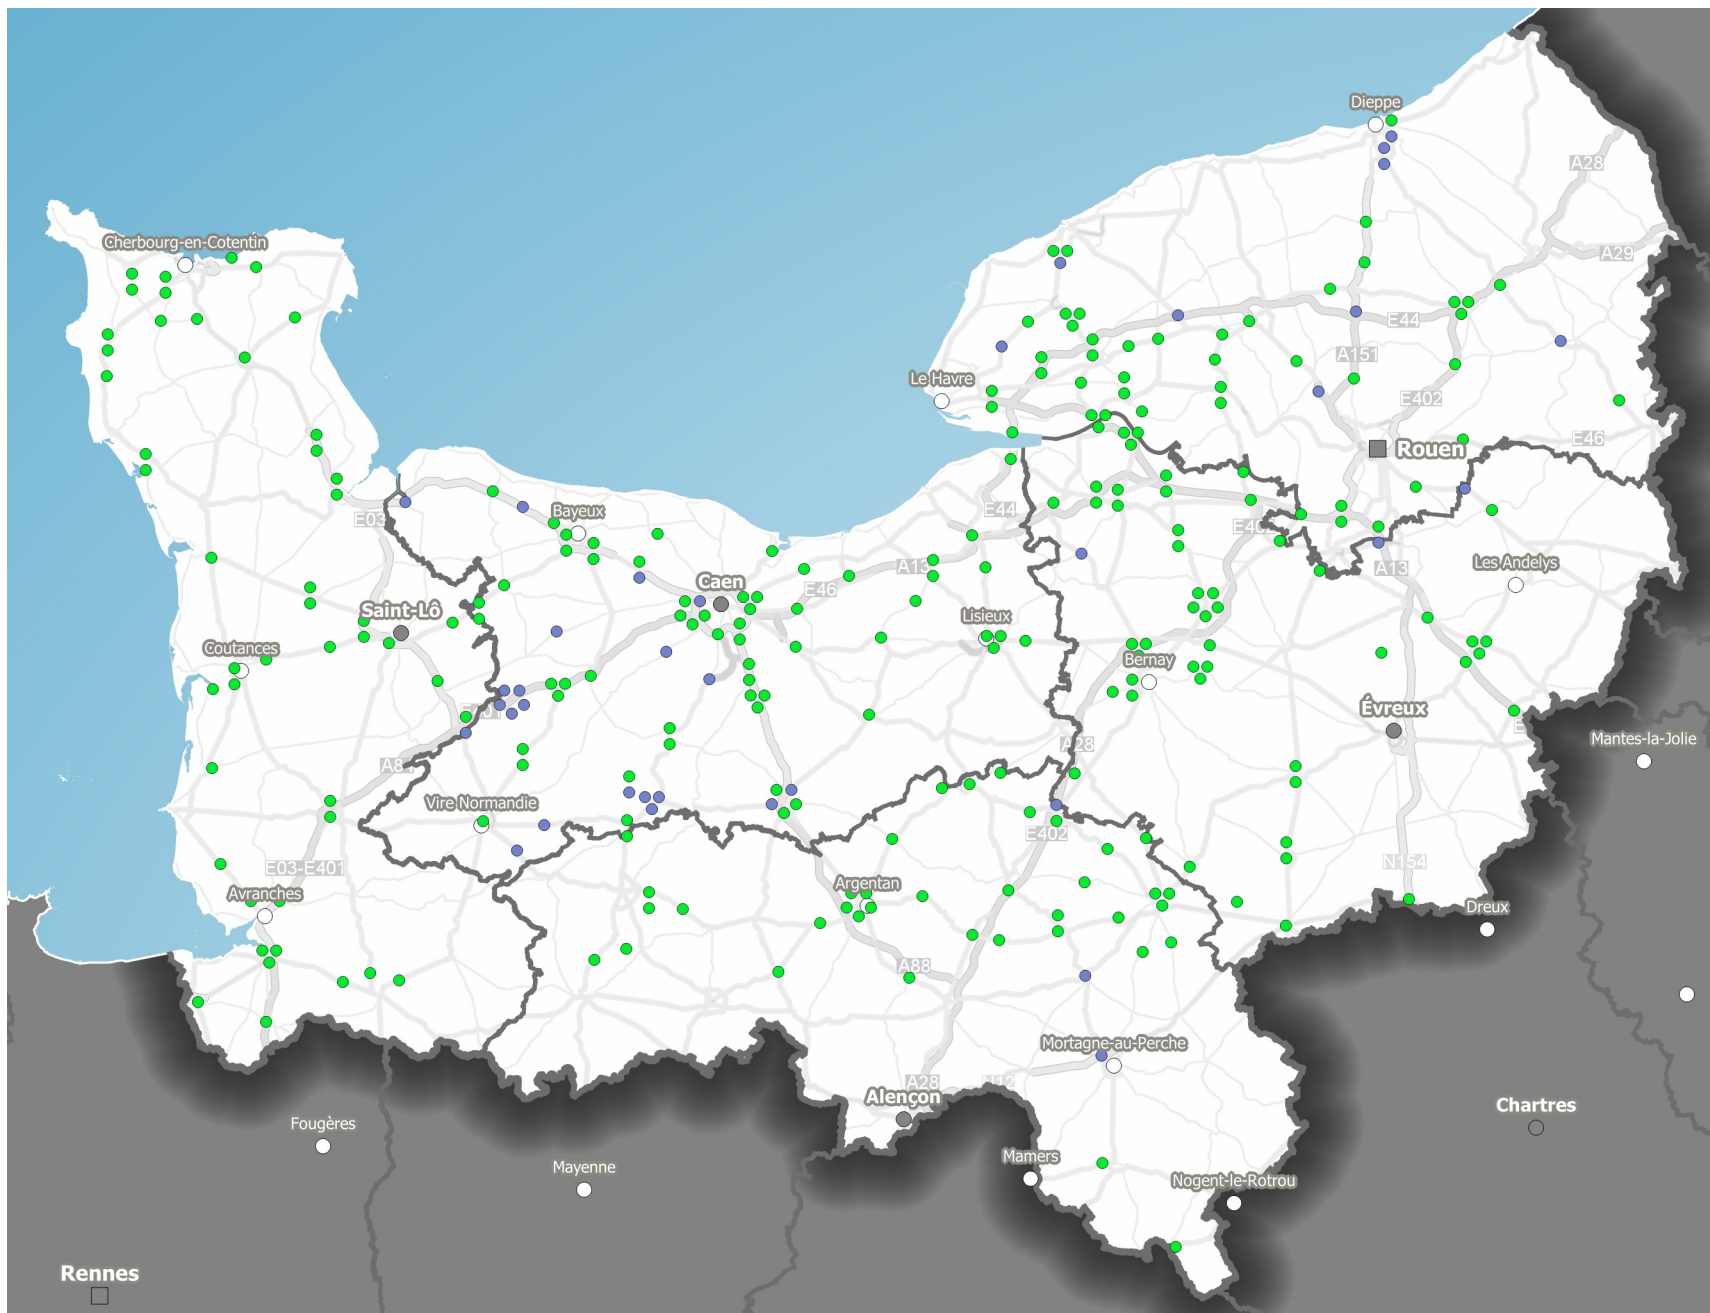 Dieppe
A28
Cherbourg-en-Cotentin
A29
E44
A151
Le Havre
E402
E46
Rouen
E03
Bayeux
E44
Caen
A13
A13
Les Andelys
E46
Saint-Lô
Lisieux
Coutances
Bernay
Évreux
Mantes-la-Jolie
A28
Vire Normandie
E402
E03-E401
N154
Argentan
Avranches
Dreux
A88
Mortagne-au-Perche
A28
N12
Alençon
Chartres
Fougères
Mamers
Mayenne
Nogent-le-Rotrou
Rennes